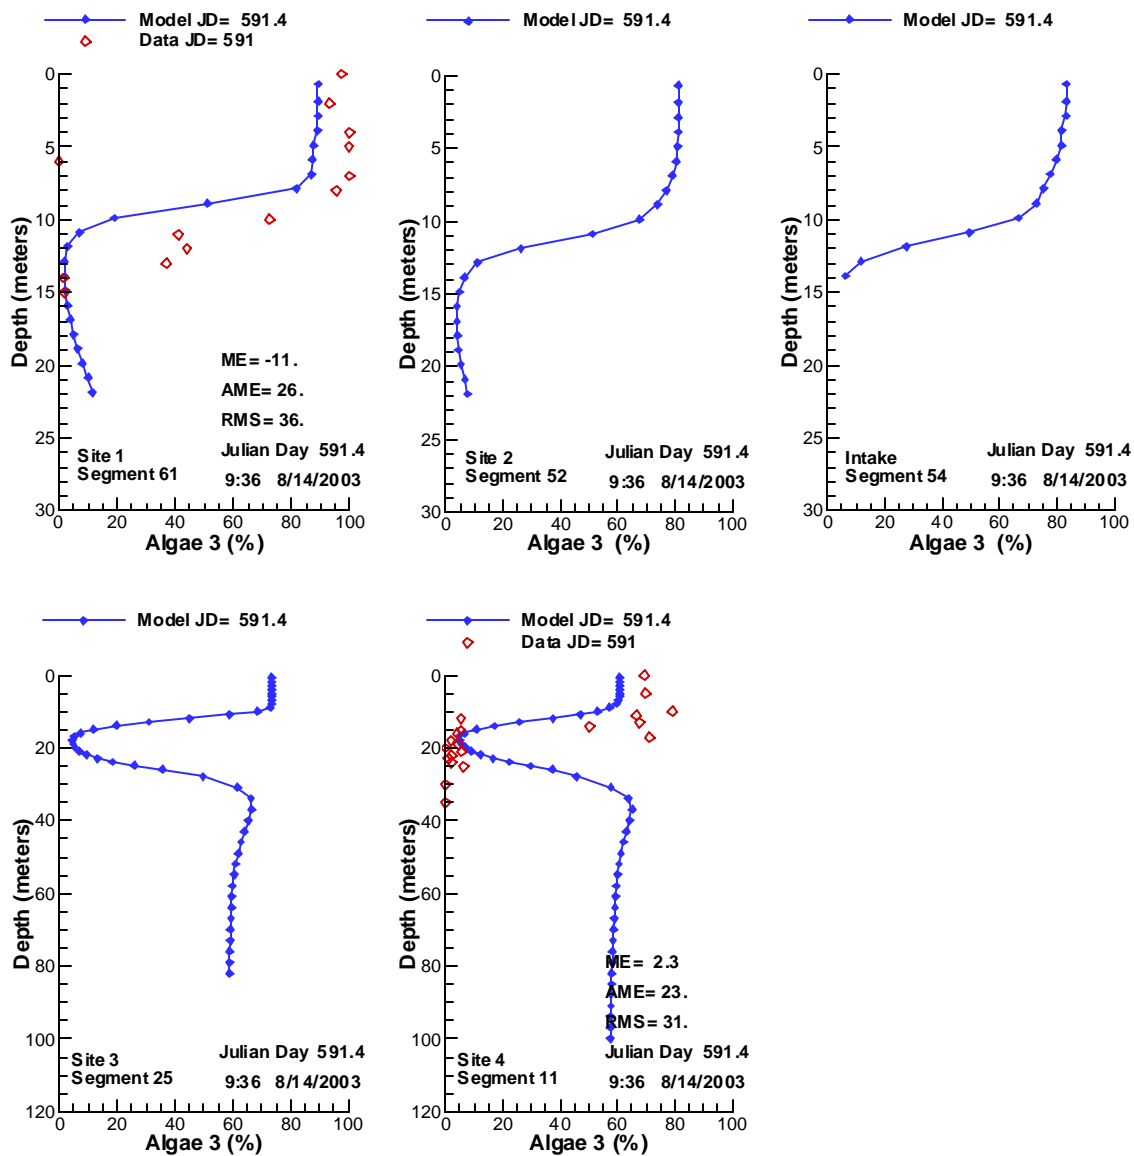 Model JD= 591.4
Data JD= 591
0
5
10
15
20
25
30
Depth (meters)
ME= -11.
AME= 26.
RMS= 36.
Site 1
Segment 61
Julian Day 591.4
9:36 8/14/2003
0 20 40 60 80 100
Algae 3 (%)
Model JD= 591.4
0
5
10
15
20
25
30
Depth (meters)
Site 2
Segment 52
Julian Day 591.4
9:36 8/14/2003
0 20 40 60 80 100
Algae 3 (%)
Model JD= 591.4
0
5
10
15
20
25
30
Depth (meters)
Intake
Segment 54
Julian Day 591.4
9:36 8/14/2003
0 20 40 60 80 100
Algae 3 (%)
Model JD= 591.4
0
20
40
60
80
100
120
Depth (meters)
Site 3
Segment 25
Julian Day 591.4
9:36 8/14/2003
0 20 40 60 80 100
Algae 3 (%)
Model JD= 591.4
Data JD= 591
0
20
40
60
80
100
120
Depth (meters)
ME= 2.3
AME= 23.
RMS= 31.
Site 4
Segment 11
Julian Day 591.4
9:36 8/14/2003
0 20 40 60 80 100
Algae 3 (%)